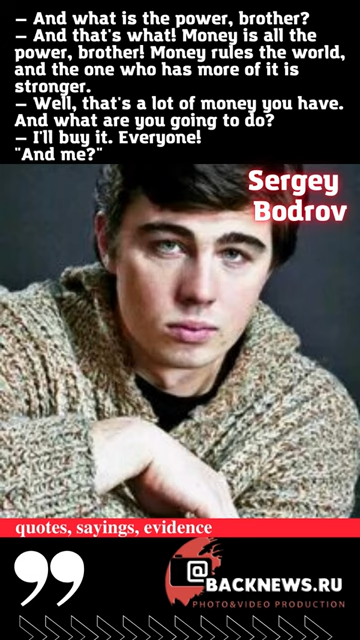 – And what is the power, brother?
– And that's what! Money is all the
power, brother! Money rules the world,
and the one who has more of it is
stronger.
– Well, that's a lot of money you have.
And what are you going to do?
– I'll buy it. Everyone!
"And me?"
Sergey
Bodrov
quotes, sayings, evidence
@BACKNEWS.RU
PHOTO&VIDEO PRODUCTION